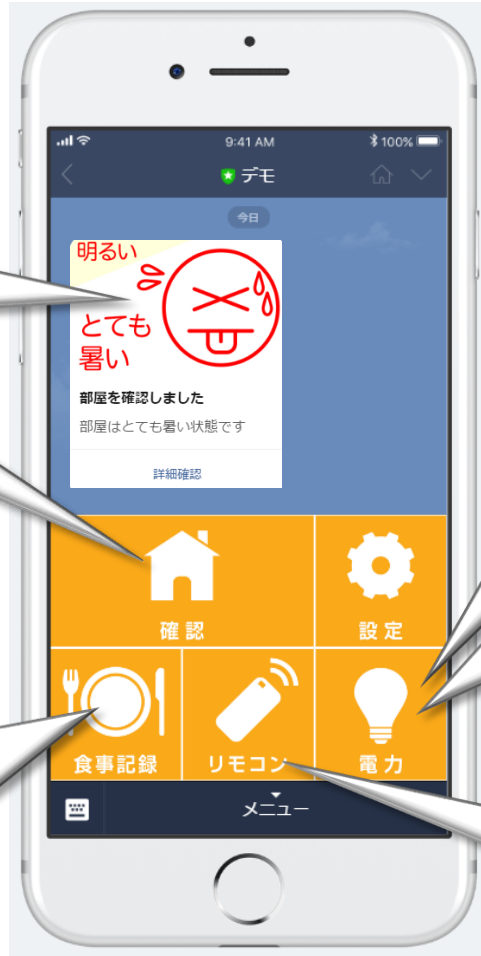 9:41 AM
100%
デモ
今日
明るい
とても
暑い
部屋を確認しました
部屋はとても暑い状態です
詳細確認
確認
設定
食事記録
リモコン
電力
メニュー